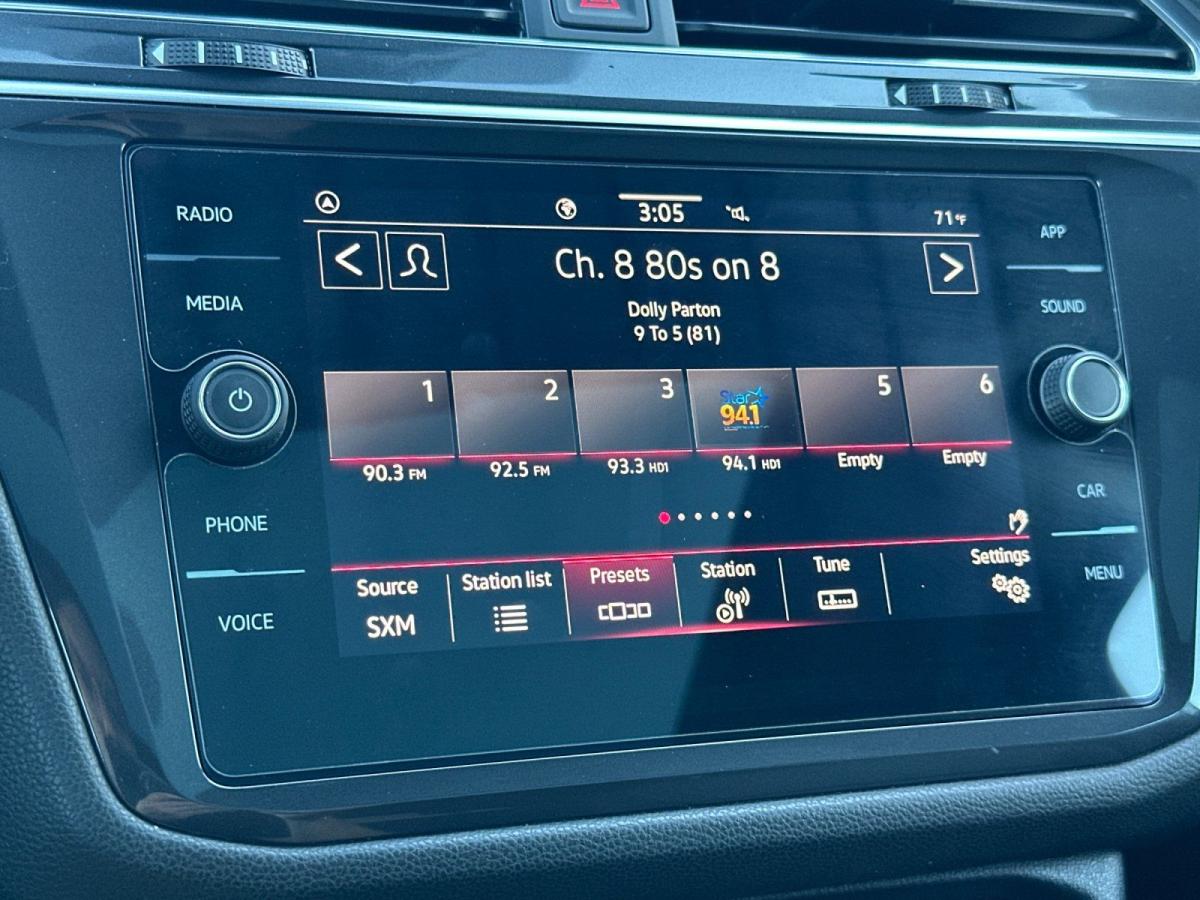 RADIO
MEDIA
PHONE
VOICE
3:05
71°F
Ch. 8 80s on 8
Dolly Parton
9 To 5 (81)
1
2
3
Star
94.1
5
6
90.3 FM
92.5 FM
93.3 HD1
94.1 HD1
Empty
Empty
Source
SXM
Station list
Presets
Station
Tune
Settings
APP
SOUND
CAR
MENU